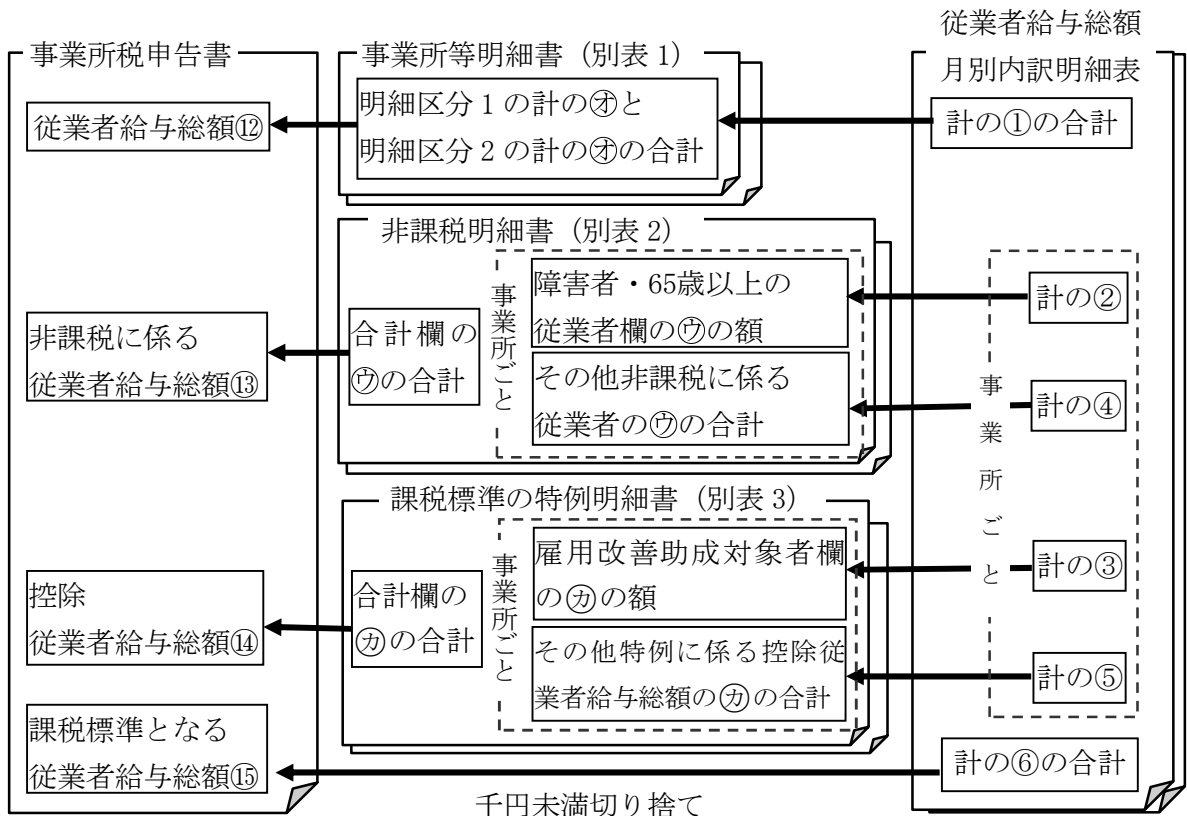 事業所税申告書
従業者給与総額⑫
非課税に係る
従業者給与総額⑬
控除
従業者給与総額⑭
課税標準となる
従業者給与総額⑮
事業所等明細書（別表１）
明細区分１の計の㋔と
明細区分２の計の㋔の合計
非課税明細書（別表２）
合計欄の
㋒の合計
事業所ごと
障害者・65歳以上の
従業者欄の㋒の額
その他非課税に係る
従業者の㋒の合計
課税標準の特例明細書（別表３）
合計欄の
㋕の合計
事業所ごと
雇用改善助成対象者欄
の㋕の額
その他特例に係る控除従
業者給与総額の㋕の合計
千円未満切り捨て
従業者給与総額
月別内訳明細表
計の①の合計
計の②
計の④
事業所ごと
計の③
計の⑤
計の⑥の合計